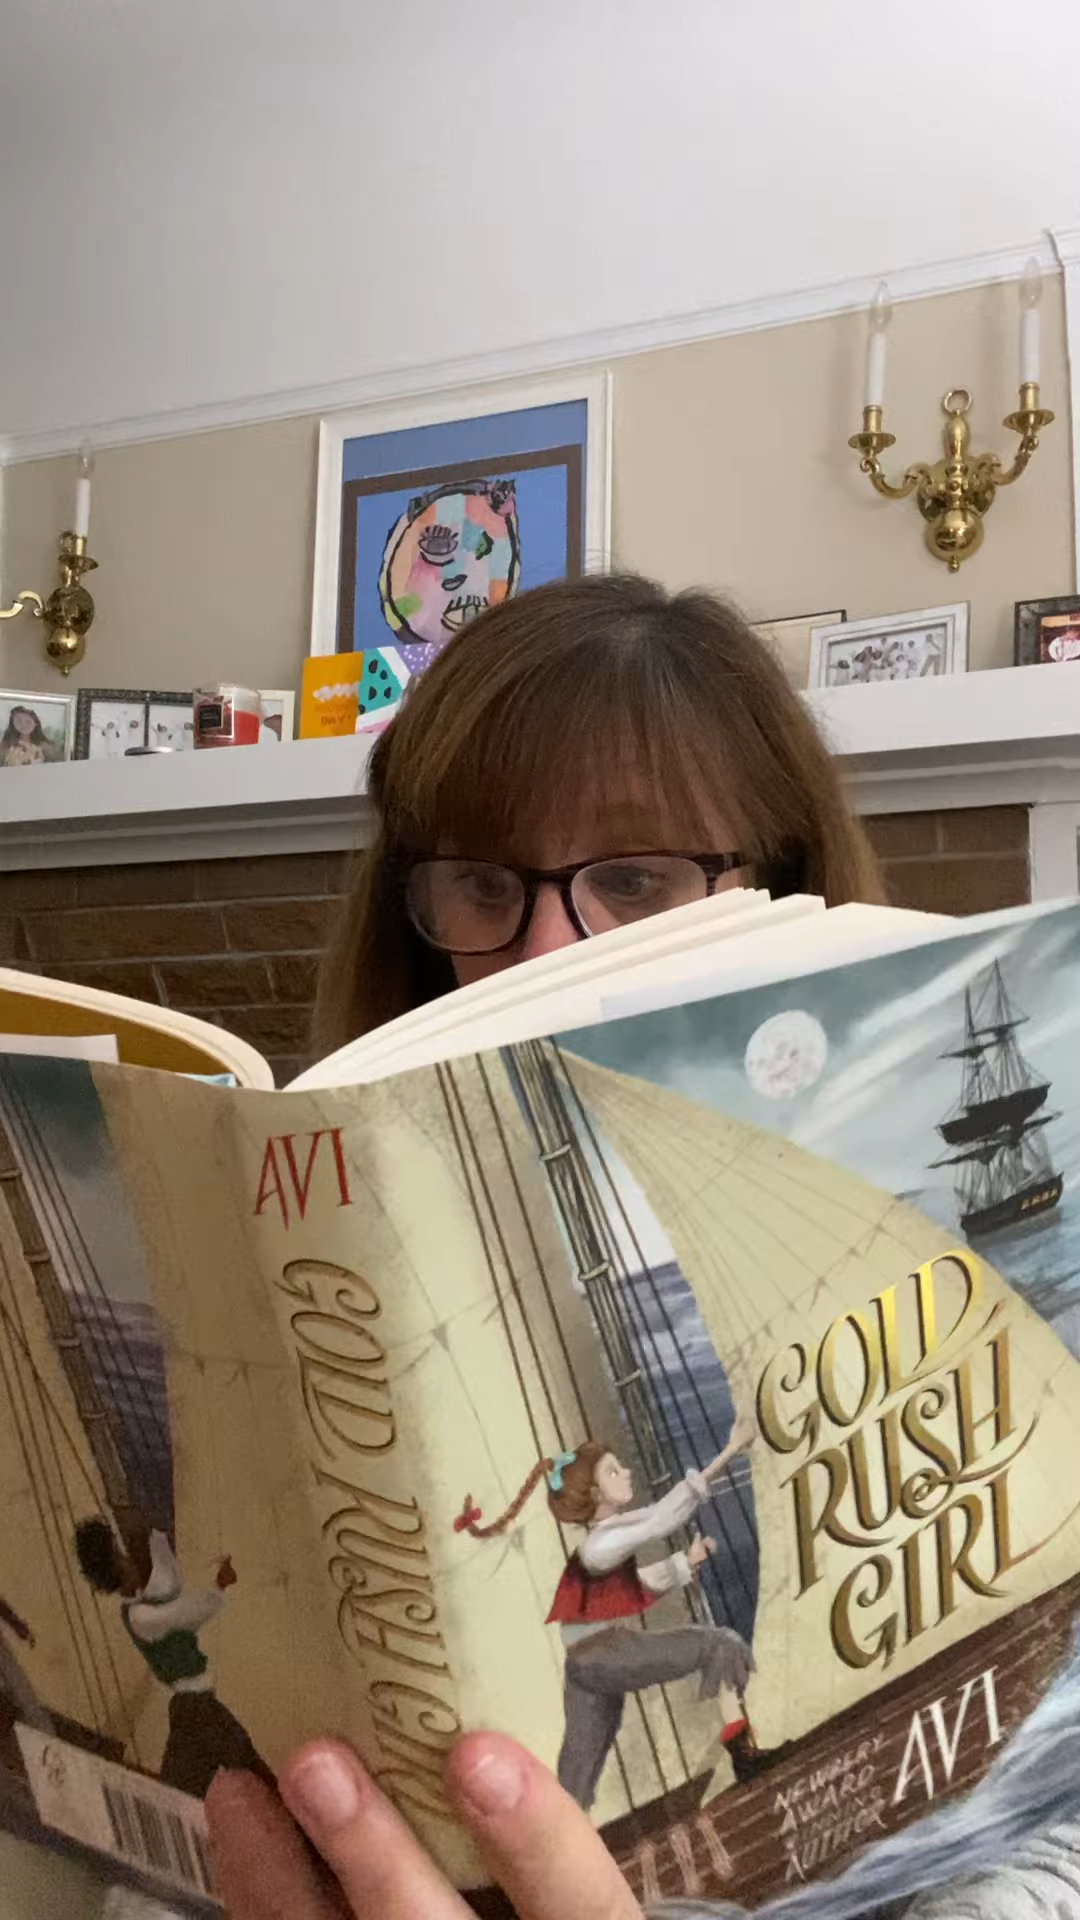 AVI
GOLD RUSH GIRL
GOLD
RUSH
GIRL
AVI
NEWBERY
AWARD
WINNING
AUTHOR